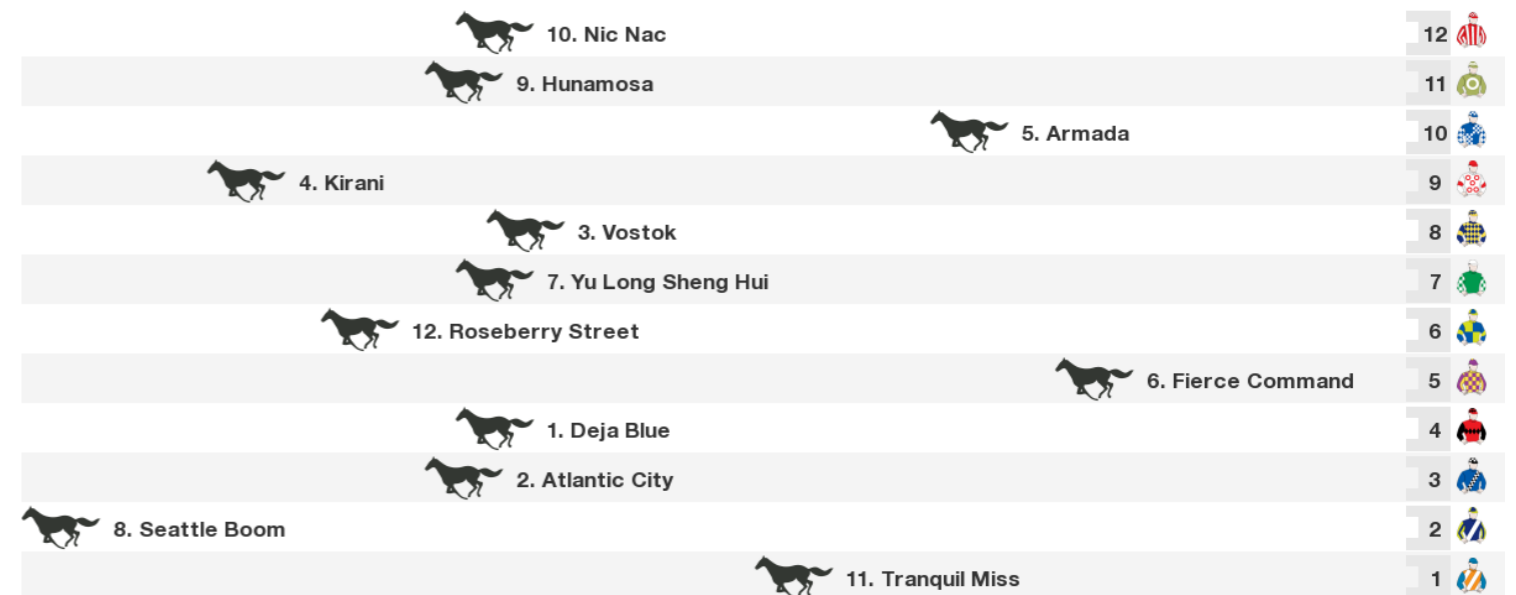 10. Nic Nac 12
9. Hunamosa 11
5. Armada 10
4. Kirani 9
3. Vostok 8
7. Yu Long Sheng Hui 7
12. Roseberry Street 6
6. Fierce Command 5
1. Deja Blue 4
2. Atlantic City 3
8. Seattle Boom 2
11. Tranquil Miss 1